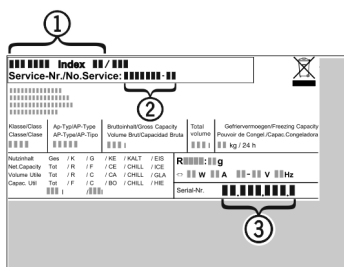 1
Index /
Service-Nr./No.Service: -
2
Klasse/Class Ap-Typ/AP-Type Bruttoinhalt/Gross Capacity Total Gefriervermoegen/Freezing Capacity
Classe/Clase AP-Type/AP-Tipo Volume Brut/Capacidad Bruta volume Pouvoir de Congel./Capac.Congeladora
l l kg / 24 h
Nutzinhalt Ges / K / G / KE / KALT / EIS
Net.Capacity Tot / R / F / CE / CHILL / ICE
Volume Utile Tot / R / C / CA / CHILL / GLA
Capac. Util Tot / F / C / BO / CHILL / HIE
l / l
R : g
~ W A - V Hz
Serial-Nr. . . .
3